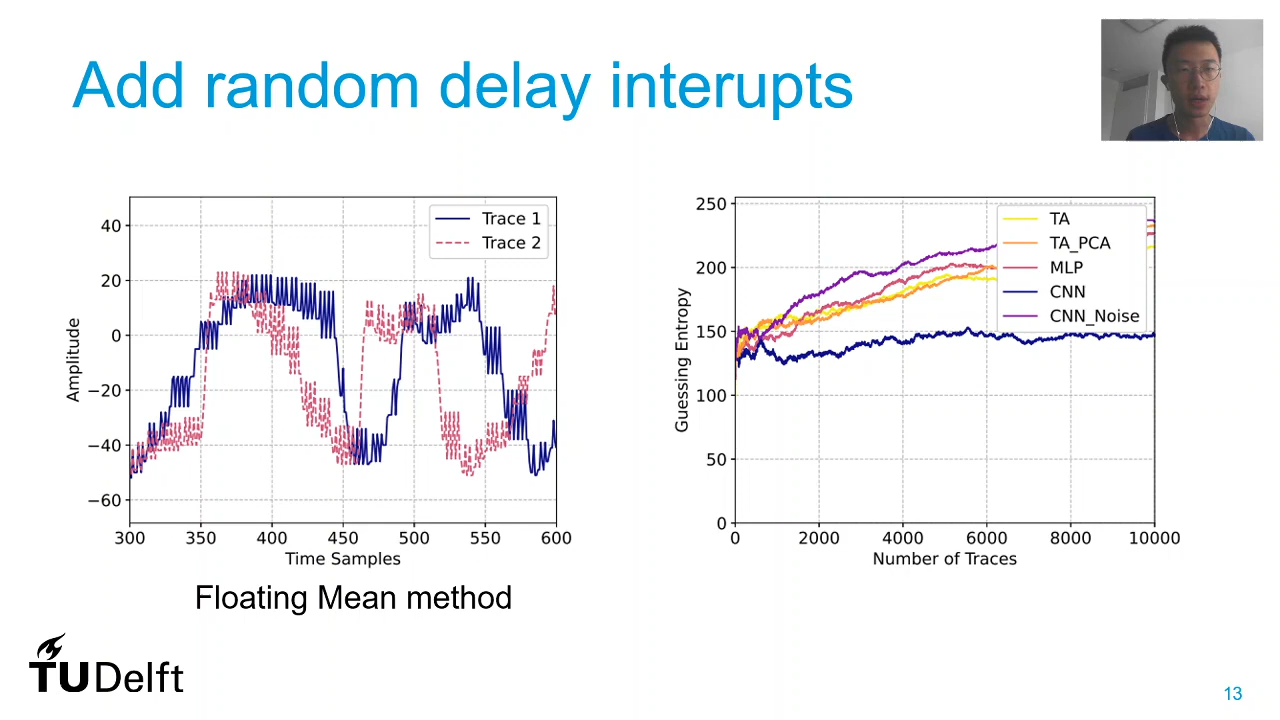 Add random delay interupts
40
20
0
−20
−40
−60
300
350
400
450
500
550
600
Amplitude
Time Samples
Trace 1
Trace 2
Floating Mean method
250
200
150
100
50
0
0
2000
4000
6000
8000
10000
Guessing Entropy
Number of Traces
TA
TA_PCA
MLP
CNN
CNN_Noise
TU Delft
13